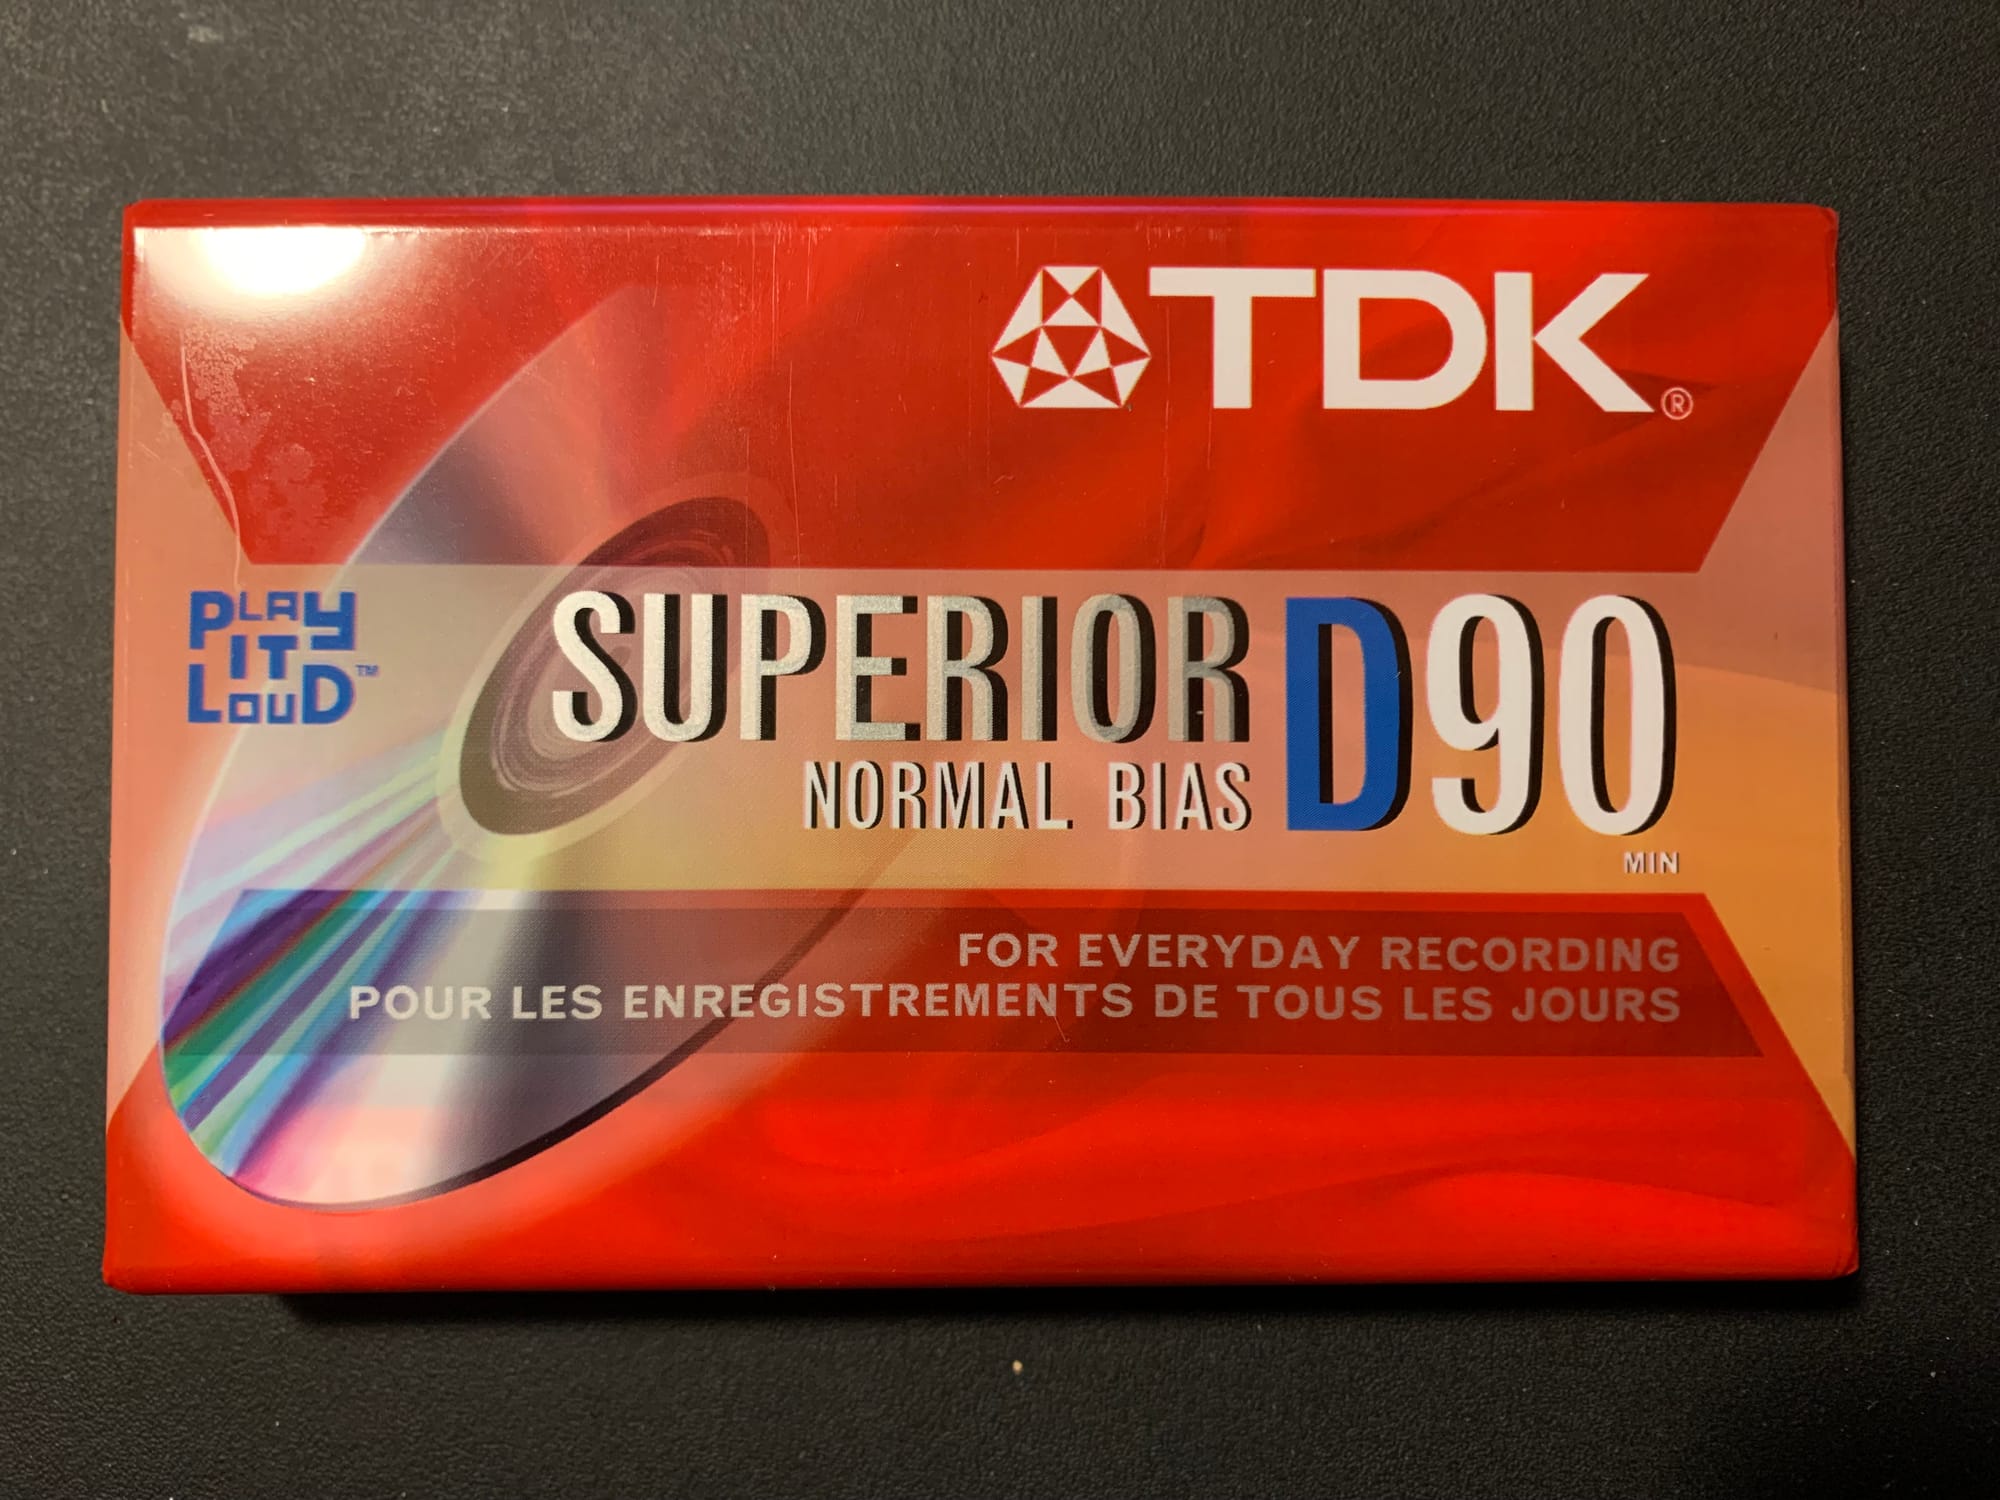 TDK®
PLAY
IT
LOUD™
SUPERIOR D90
NORMAL BIAS
MIN
FOR EVERYDAY RECORDING
POUR LES ENREGISTREMENTS DE TOUS LES JOURS